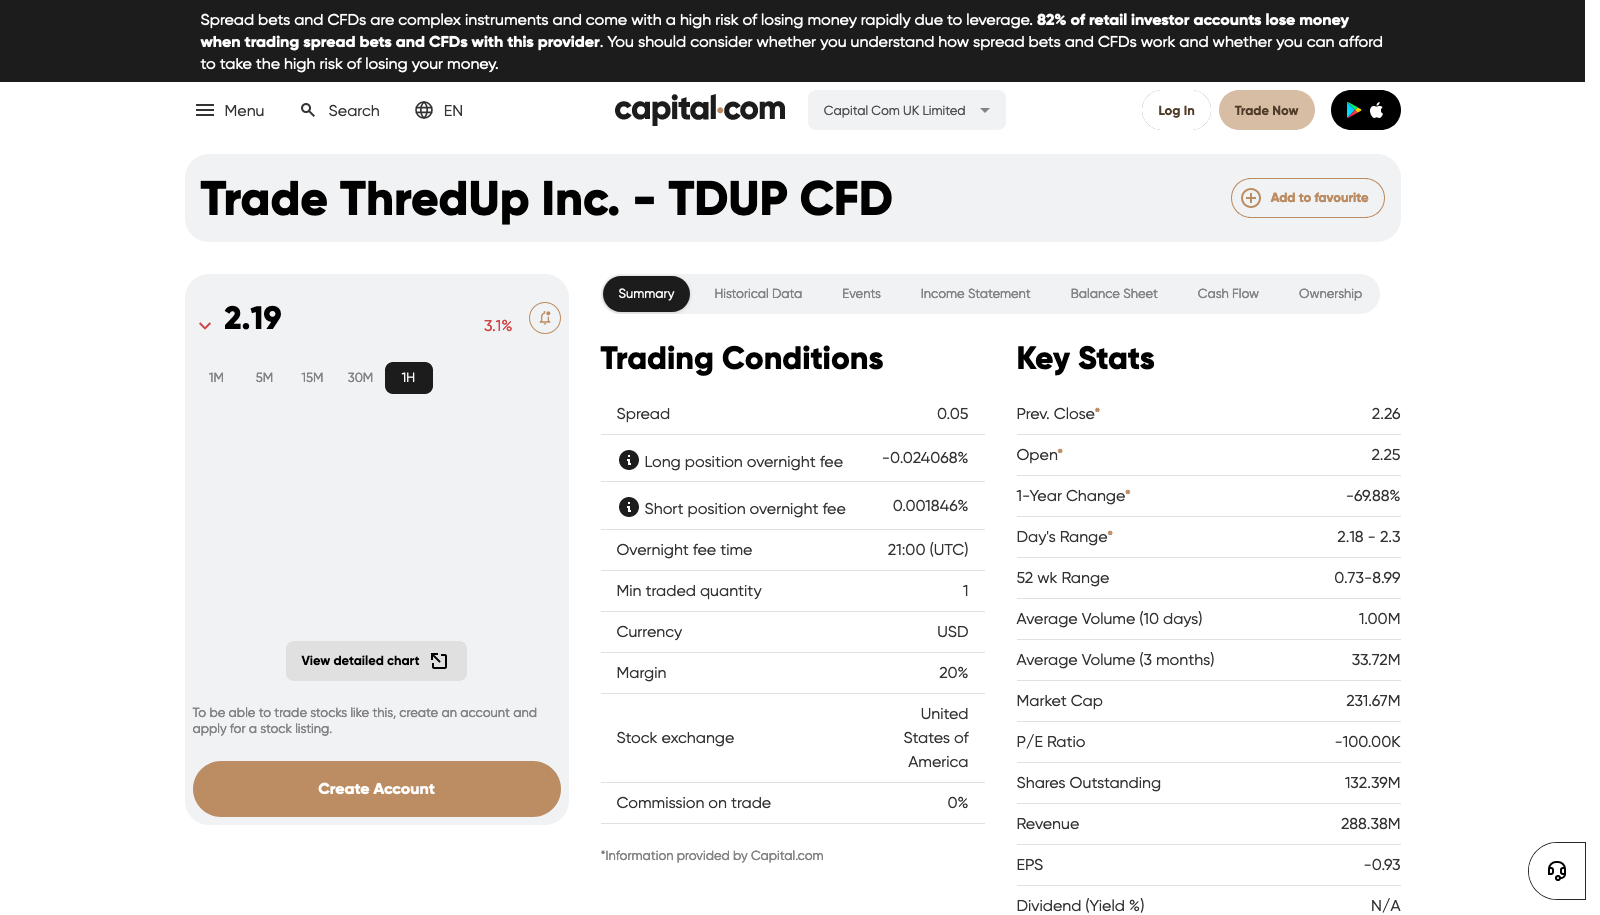 Spread bets and CFDs are complex instruments and come with a high risk of losing money rapidly due to leverage. 82% of retail investor accounts lose money
when trading spread bets and CFDs with this provider. You should consider whether you understand how spread bets and CFDs work and whether you can afford
to take the high risk of losing your money.
Menu Search EN capital.com Capital Com UK Limited Log In Trade Now
Trade ThredUp Inc. - TDUP CFD Add to favourite
2.19 3.1%
1M 5M 15M 30M 1H
View detailed chart
To be able to trade stocks like this, create an account and
apply for a stock listing.
Create Account
Summary Historical Data Events Income Statement Balance Sheet Cash Flow Ownership
Trading Conditions
Spread 0.05
Long position overnight fee -0.024068%
Short position overnight fee 0.001846%
Overnight fee time 21:00 (UTC)
Min traded quantity 1
Currency USD
Margin 20%
Stock exchange United
States of
America
Commission on trade 0%
*Information provided by Capital.com
Key Stats
Prev. Close* 2.26
Open* 2.25
1-Year Change* -69.88%
Day's Range* 2.18 - 2.3
52 wk Range 0.73-8.99
Average Volume (10 days) 1.00M
Average Volume (3 months) 33.72M
Market Cap 231.67M
P/E Ratio -100.00K
Shares Outstanding 132.39M
Revenue 288.38M
EPS -0.93
Dividend (Yield %) N/A